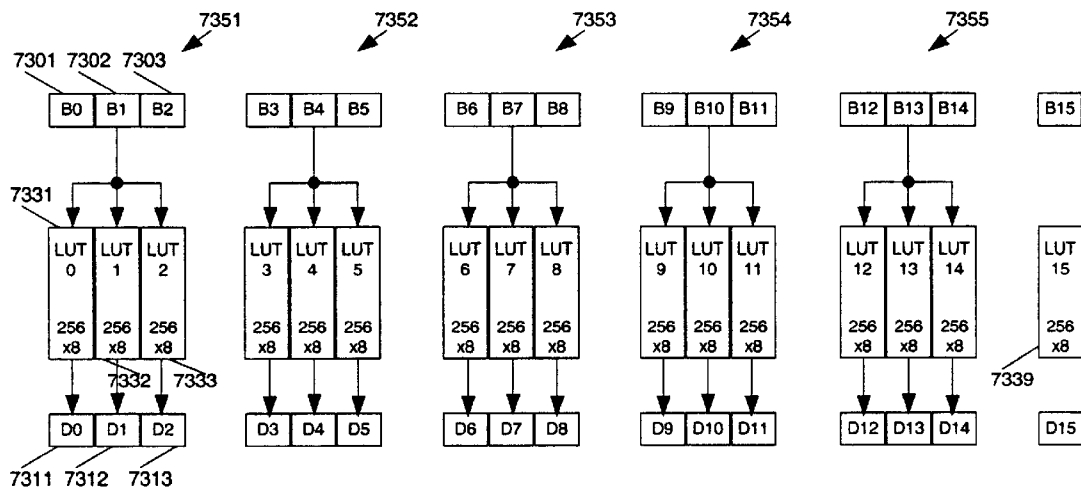 7351 7352 7353 7354 7355
7301 7302 7303
B0 B1 B2 B3 B4 B5 B6 B7 B8 B9 B10 B11 B12 B13 B14 B15
7331
LUT LUT LUT LUT LUT LUT LUT LUT LUT LUT LUT LUT LUT LUT LUT LUT
0 1 2 3 4 5 6 7 8 9 10 11 12 13 14 15
256 256 256 256 256 256 256 256 256 256 256 256 256 256 256 256
x8 x8 x8 x8 x8 x8 x8 x8 x8 x8 x8 x8 x8 x8 x8 x8
7332 7333 7339
D0 D1 D2 D3 D4 D5 D6 D7 D8 D9 D10 D11 D12 D13 D14 D15
7311 7312 7313